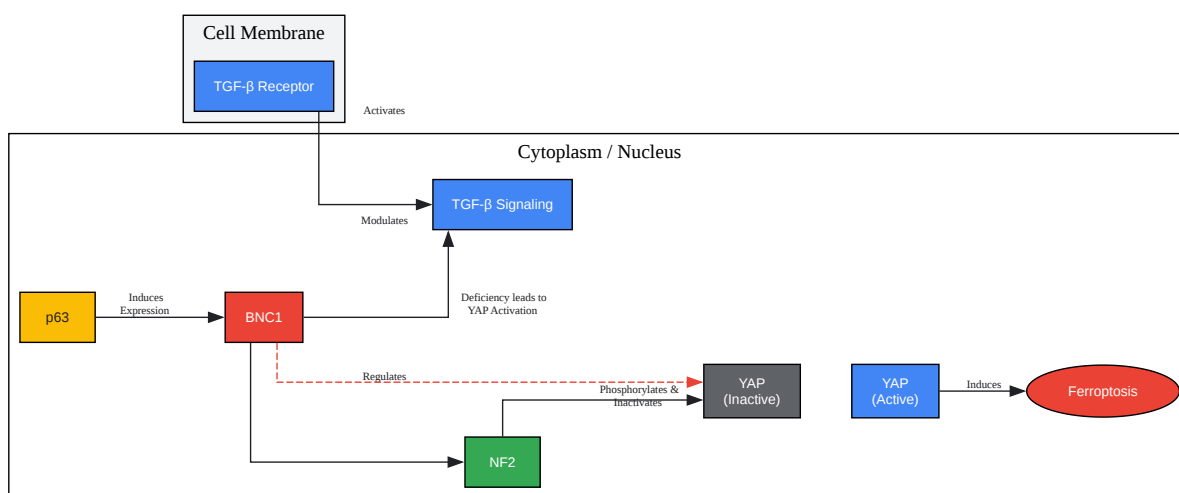 Cell Membrane
TGF-β Receptor
Activates
Cytoplasm / Nucleus
TGF-β Signaling
Modulates
p63
Induces
Expression
BNC1
Deficiency leads to
YAP Activation
Regulates
Phosphorylates &
Inactivates
YAP
(Inactive)
YAP
(Active)
Induces
Ferroptosis
NF2